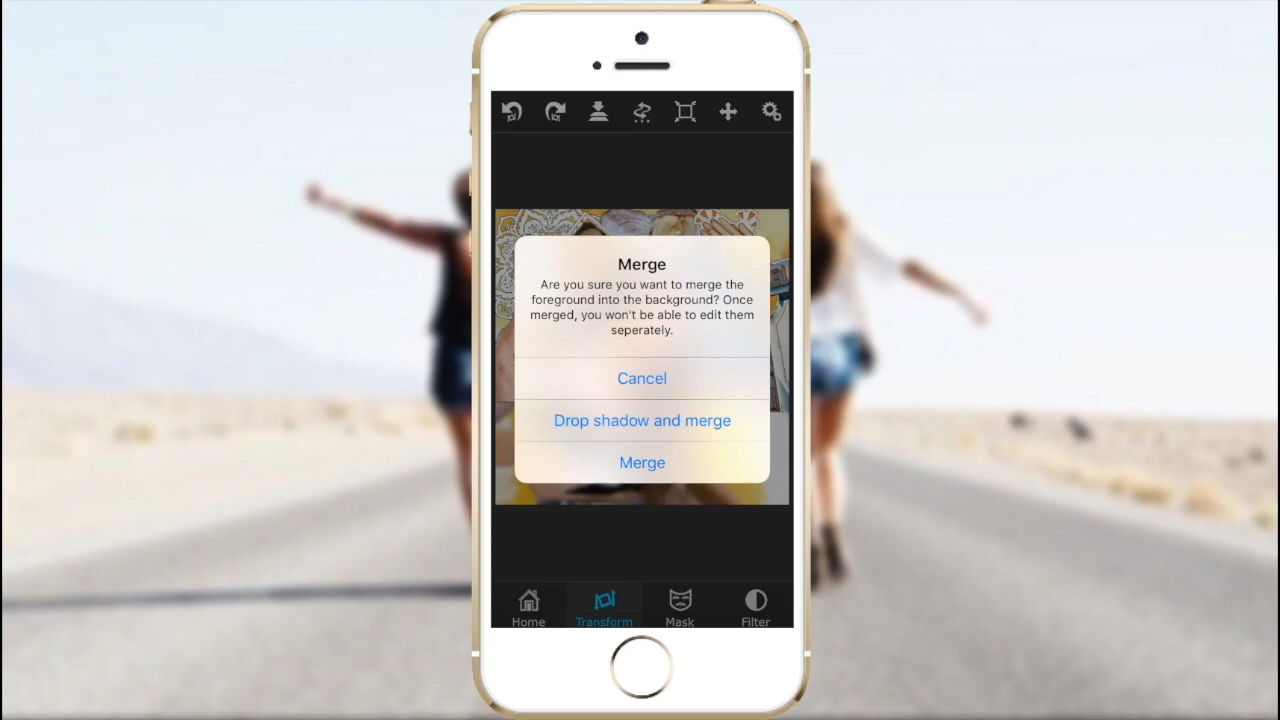 Merge
Are you sure you want to merge the
foreground into the background? Once
merged, you won't be able to edit them
seperately.
Cancel
Drop shadow and merge
Merge
Home Transform Mask Filter